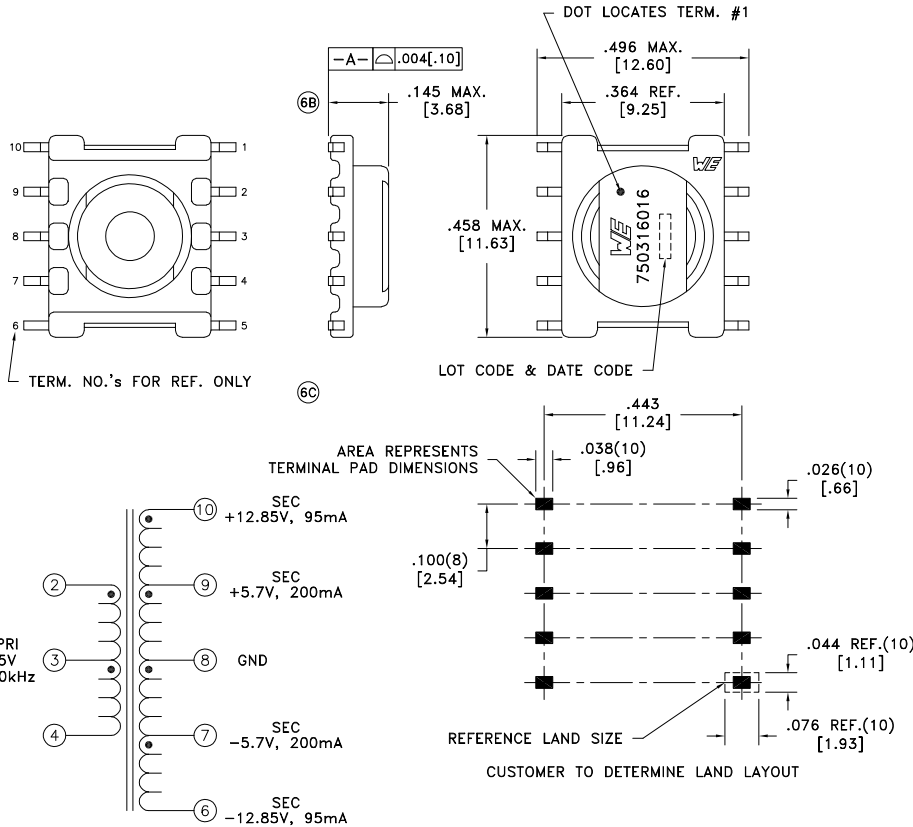 DOT LOCATES TERM. #1
-A- .004[.10]
6B
.145 MAX.
[3.68]
.496 MAX.
[12.60]
.364 REF.
[9.25]
10
9
8
7
6
1
2
3
4
5
TERM. NO.'s FOR REF. ONLY
.458 MAX.
[11.63]
WE
WE
750316016
LOT CODE & DATE CODE
6C
.443
[11.24]
AREA REPRESENTS
TERMINAL PAD DIMENSIONS
.038(10)
[.96]
.026(10)
[.66]
.100(8)
[2.54]
.044 REF.(10)
[1.11]
REFERENCE LAND SIZE
.076 REF.(10)
[1.93]
CUSTOMER TO DETERMINE LAND LAYOUT
PRI
5V
0kHz
2
3
4
10
SEC
+12.85V, 95mA
9
SEC
+5.7V, 200mA
8
GND
7
SEC
-5.7V, 200mA
6
SEC
-12.85V, 95mA